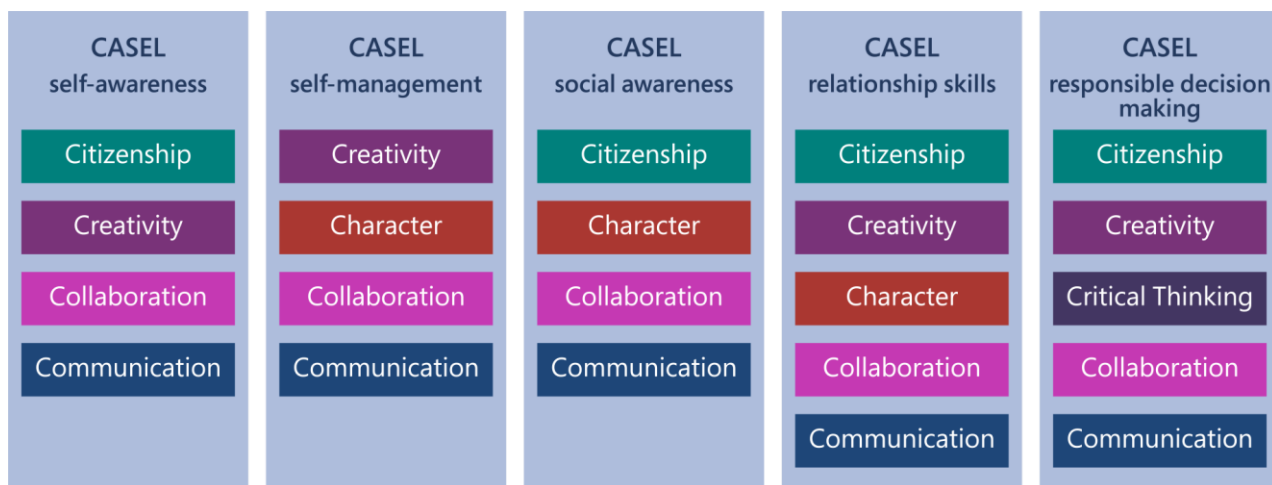 CASEL
self-awareness
Citizenship
Creativity
Collaboration
Communication
CASEL
self-management
Creativity
Character
Collaboration
Communication
CASEL
social awareness
Citizenship
Character
Collaboration
Communication
CASEL
relationship skills
Citizenship
Creativity
Character
Collaboration
Communication
CASEL
responsible decision
making
Citizenship
Creativity
Critical Thinking
Collaboration
Communication